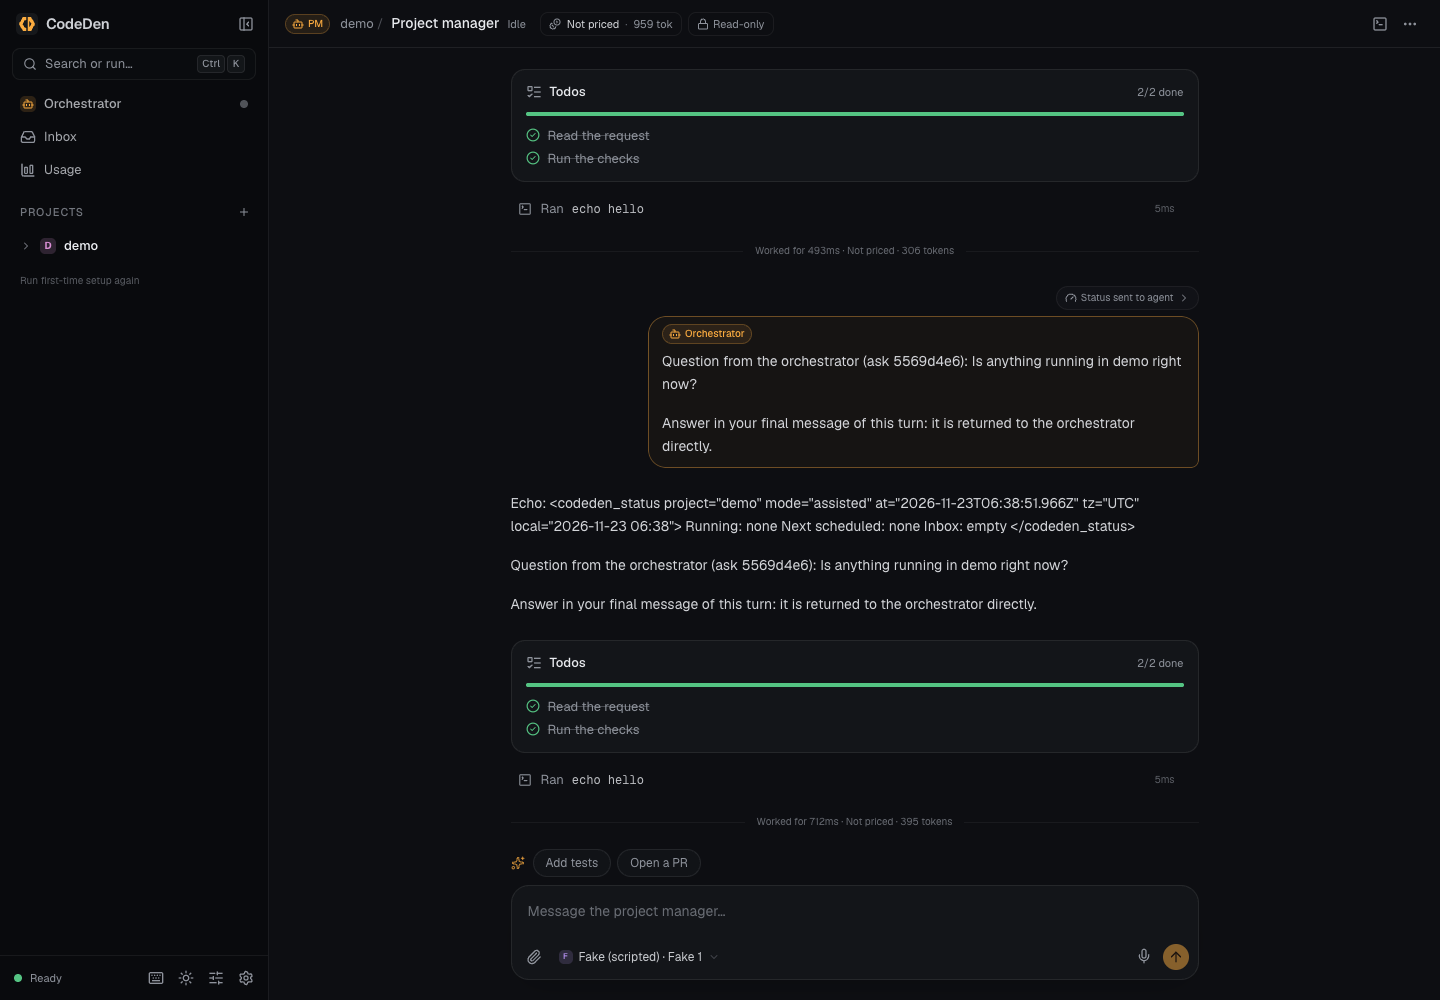 CodeDen
Search or run...
Ctrl K
Orchestrator
Inbox
Usage
PROJECTS
D demo
Run first-time setup again
Ready
PM demo / Project manager Idle Not priced · 959 tok Read-only
Todos 2/2 done
Read the request
Run the checks
Ran echo hello 5ms
Worked for 493ms · Not priced · 306 tokens
Status sent to agent
Orchestrator
Question from the orchestrator (ask 5569d4e6): Is anything running in demo right
now?
Answer in your final message of this turn: it is returned to the orchestrator
directly.
Echo: <codeden_status project="demo" mode="assisted" at="2026-11-23T06:38:51.966Z" tz="UTC"
local="2026-11-23 06:38"> Running: none Next scheduled: none Inbox: empty </codeden_status>
Question from the orchestrator (ask 5569d4e6): Is anything running in demo right now?
Answer in your final message of this turn: it is returned to the orchestrator directly.
Todos 2/2 done
Read the request
Run the checks
Ran echo hello 5ms
Worked for 712ms · Not priced · 395 tokens
Add tests Open a PR
Message the project manager...
F Fake (scripted) · Fake 1